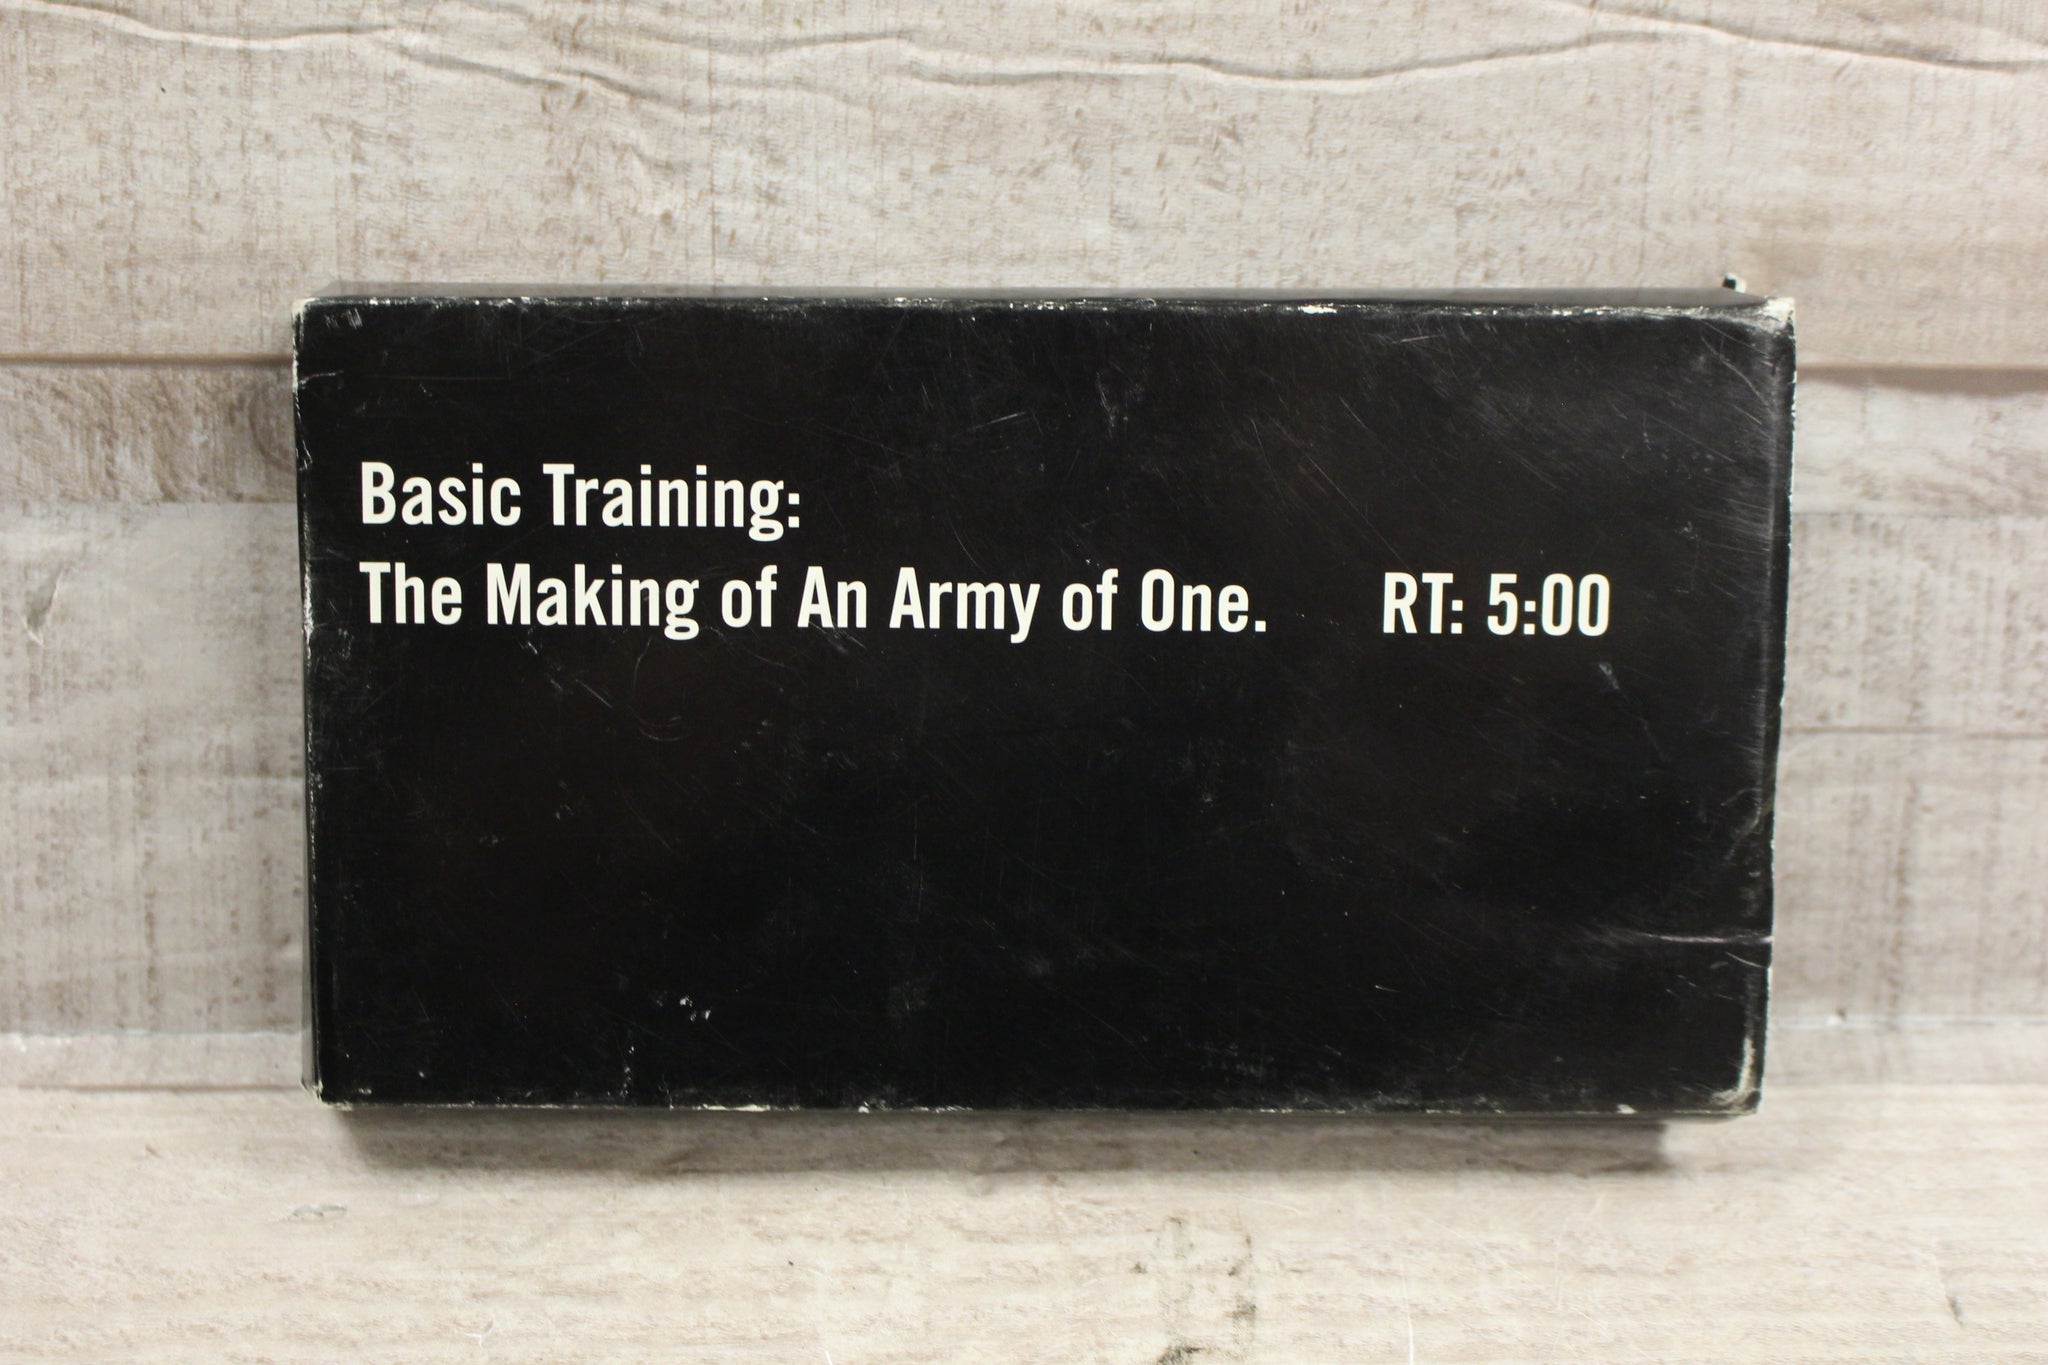 Basic Training:
The Making of An Army of One. RT: 5:00